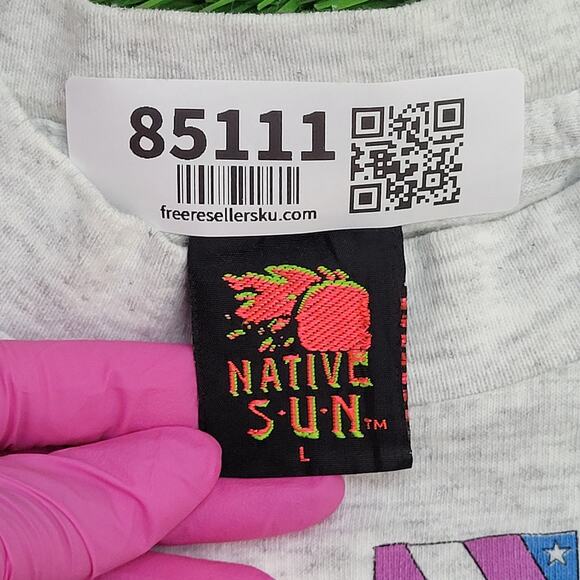 85111
freeresellersku.com
NATIVE
S·U·N™
L